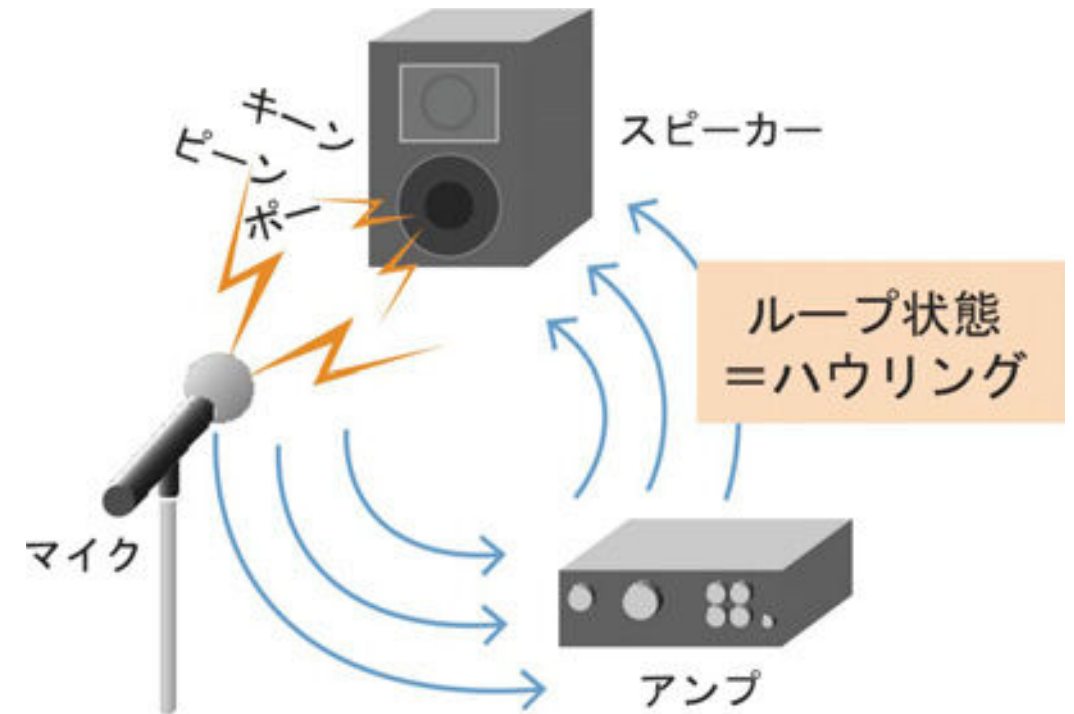 キーン
ピーン
ポー
スピーカー
ループ状態
＝ハウリング
マイク
アンプ